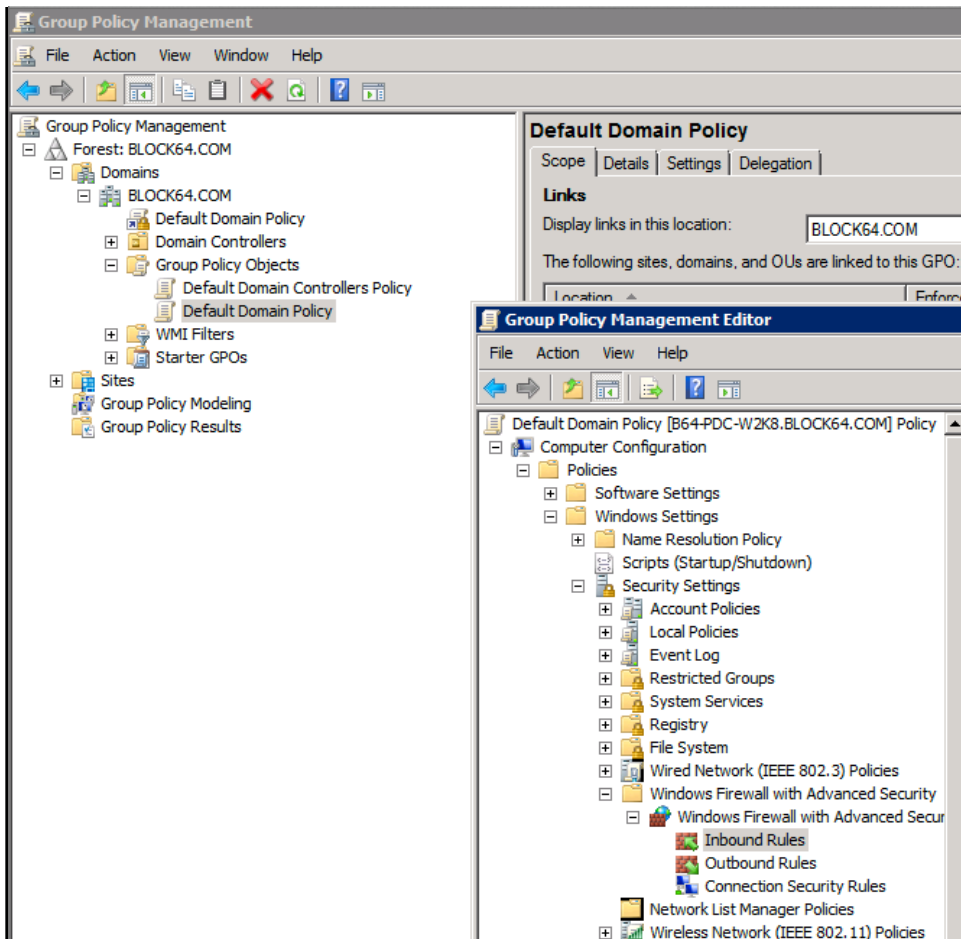 Group Policy Management
File Action View Window Help
Group Policy Management
Forest: BLOCK64.COM
Domains
BLOCK64.COM
Default Domain Policy
Domain Controllers
Group Policy Objects
Default Domain Controllers Policy
Default Domain Policy
WMI Filters
Starter GPOs
Sites
Group Policy Modeling
Group Policy Results
Default Domain Policy
Scope Details Settings Delegation
Links
Display links in this location: BLOCK64.COM
The following sites, domains, and OUs are linked to this GPO:
Location Enforc
Group Policy Management Editor
File Action View Help
Default Domain Policy [B64-PDC-W2K8.BLOCK64.COM] Policy
Computer Configuration
Policies
Software Settings
Windows Settings
Name Resolution Policy
Scripts (Startup/Shutdown)
Security Settings
Account Policies
Local Policies
Event Log
Restricted Groups
System Services
Registry
File System
Wired Network (IEEE 802.3) Policies
Windows Firewall with Advanced Security
Windows Firewall with Advanced Secur
Inbound Rules
Outbound Rules
Connection Security Rules
Network List Manager Policies
Wireless Network (IEEE 802.11) Policies